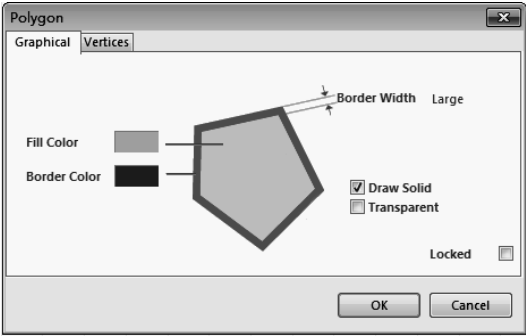 Polygon
Graphical Vertices
Border Width Large
Fill Color
Border Color
Draw Solid
Transparent
Locked
OK Cancel